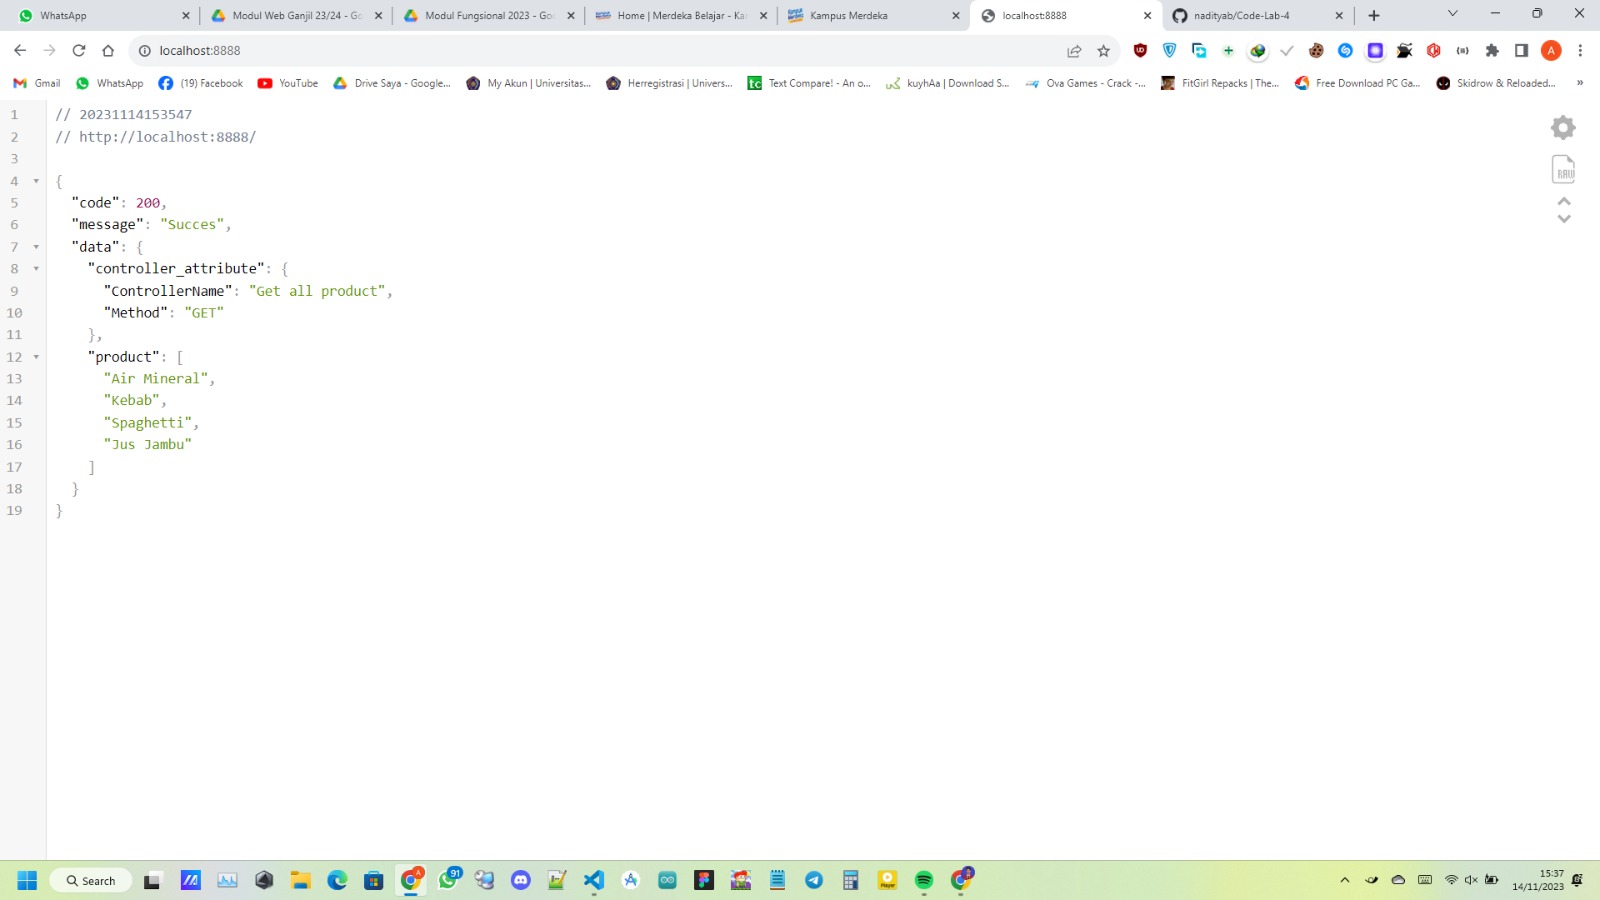 WhatsApp
Modul Web Ganjil 23/24 - Go
Modul Fungsional 2023 - Goo
Home | Merdeka Belajar - Ka
Kampus Merdeka
localhost:8888
nadityab/Code-Lab-4
localhost:8888
A
Gmail
WhatsApp
(19) Facebook
YouTube
Drive Saya - Google...
My Akun | Universitas...
Herregistrasi | Univers...
tc Text Compare! - An o...
kuyhAa | Download S...
Ova Games - Crack -...
FitGirl Repacks | The...
Free Download PC Ga...
Skidrow & Reloaded...
»
1 // 20231114153547
2 // http://localhost:8888/
3
4 {
5 "code": 200,
6 "message": "Succes",
7 "data": {
8 "controller_attribute": {
9 "ControllerName": "Get all product",
10 "Method": "GET"
11 },
12 "product": [
13 "Air Mineral",
14 "Kebab",
15 "Spaghetti",
16 "Jus Jambu"
17 ]
18 }
19 }
RAW
Search
A
91
Player
15:37
14/11/2023